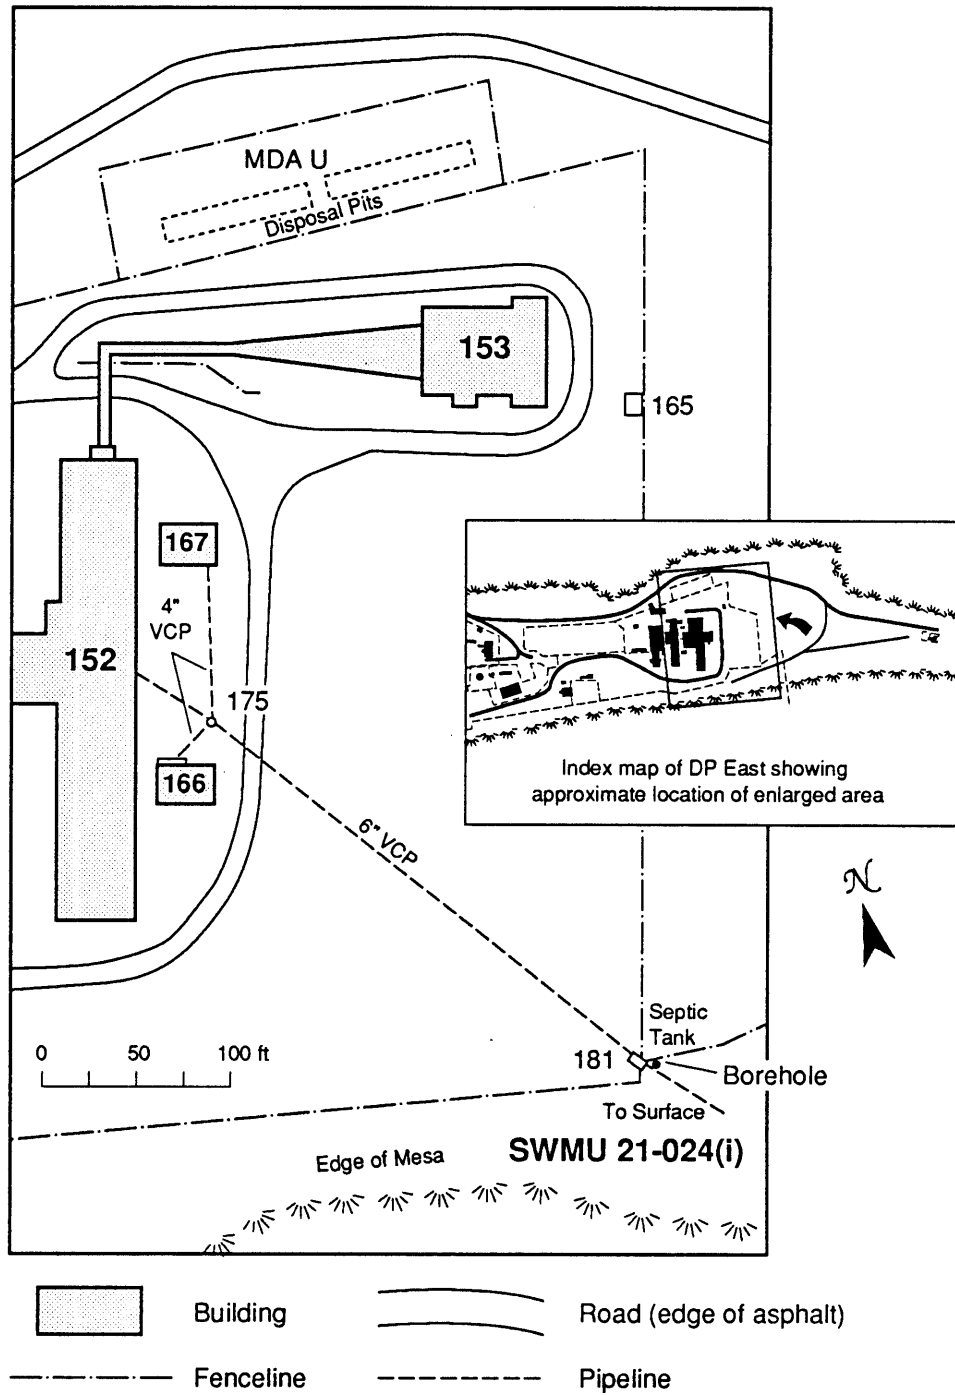 MDA U
Disposal Pits
153
165
167
4"
VCP
152
175
166
6" VCP
Index map of DP East showing
approximate location of enlarged area
N
0 50 100 ft
Septic
Tank
181
Borehole
To Surface
SWMU 21-024(i)
Edge of Mesa
Building
Road (edge of asphalt)
Fenceline
Pipeline